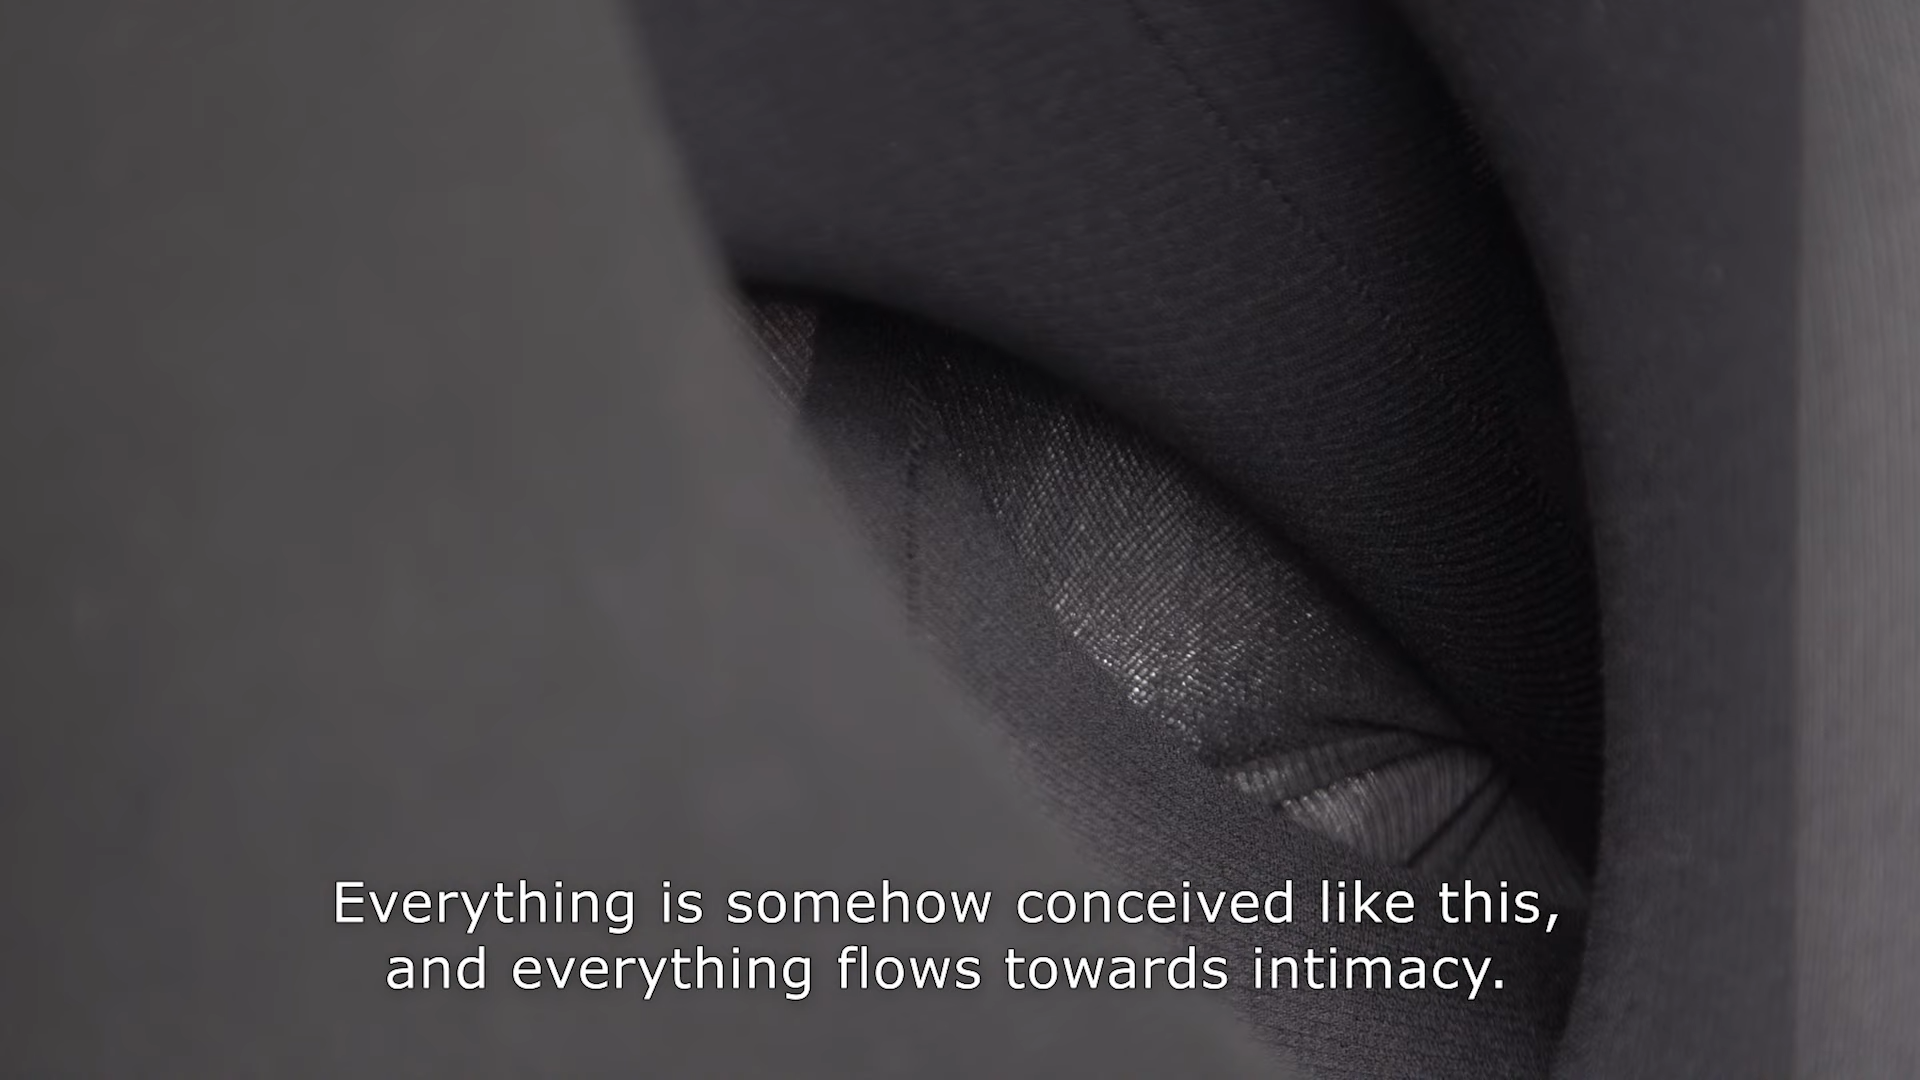 Everything is somehow conceived like this,
and everything flows towards intimacy.